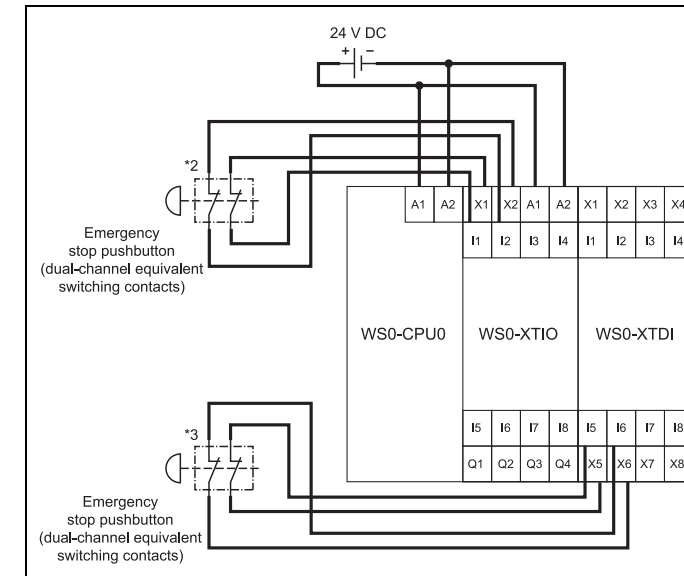 24 V DC
+ −
*2
Emergency
stop pushbutton
(dual-channel equivalent
switching contacts)
A1 A2 X1 X2 A1 A2 X1 X2 X3 X4
I1 I2 I3 I4 I1 I2 I3 I4
WS0-CPU0 WS0-XTIO WS0-XTDI
*3
Emergency
stop pushbutton
(dual-channel equivalent
switching contacts)
I5 I6 I7 I8 I5 I6 I7 I8
Q1 Q2 Q3 Q4 X5 X6 X7 X8